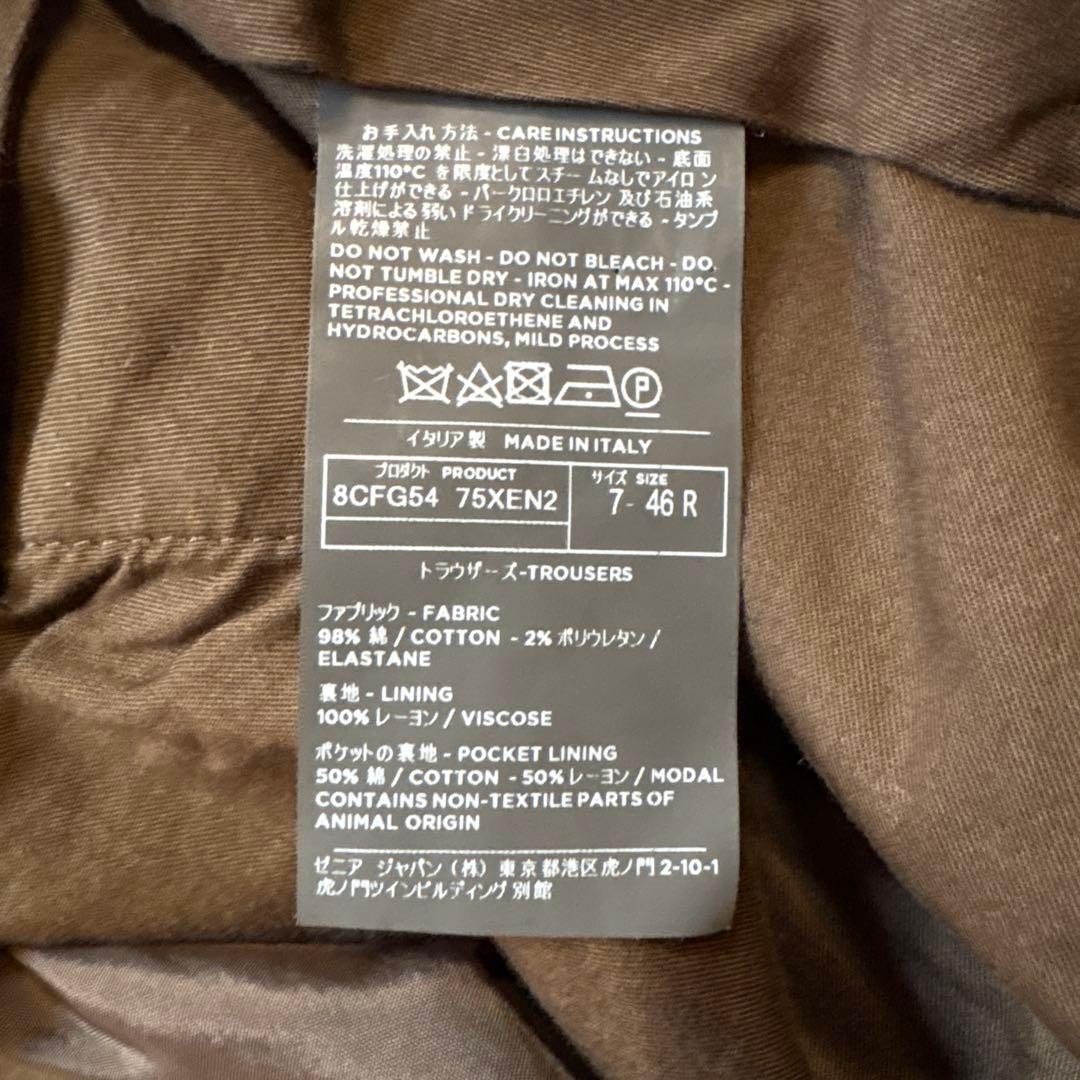 お手入れ方法 - CARE INSTRUCTIONS
洗濯処理の禁止 - 漂白処理はできない - 底面
温度110°C を限度としてスチームなしでアイロン
仕上げができる - パークロロエチレン 及び石油系
溶剤による弱いドライクリーニングができる - タンブ
ル乾燥禁止
DO NOT WASH - DO NOT BLEACH - DO
NOT TUMBLE DRY - IRON AT MAX 110°C -
PROFESSIONAL DRY CLEANING IN
TETRACHLOROETHENE AND
HYDROCARBONS, MILD PROCESS
P
イタリア製 MADE IN ITALY
プロダクト PRODUCT サイズ SIZE
8CFG54 75XEN2 7- 46 R
トラウザーズ-TROUSERS
ファブリック - FABRIC
98% 綿 / COTTON - 2% ポリウレタン /
ELASTANE
裏地 - LINING
100% レーヨン / VISCOSE
ポケットの裏地 - POCKET LINING
50% 綿 / COTTON - 50% レーヨン / MODAL
CONTAINS NON-TEXTILE PARTS OF
ANIMAL ORIGIN
ゼニア ジャパン (株) 東京都港区虎ノ門 2-10-1
虎ノ門ツインビルディング別館